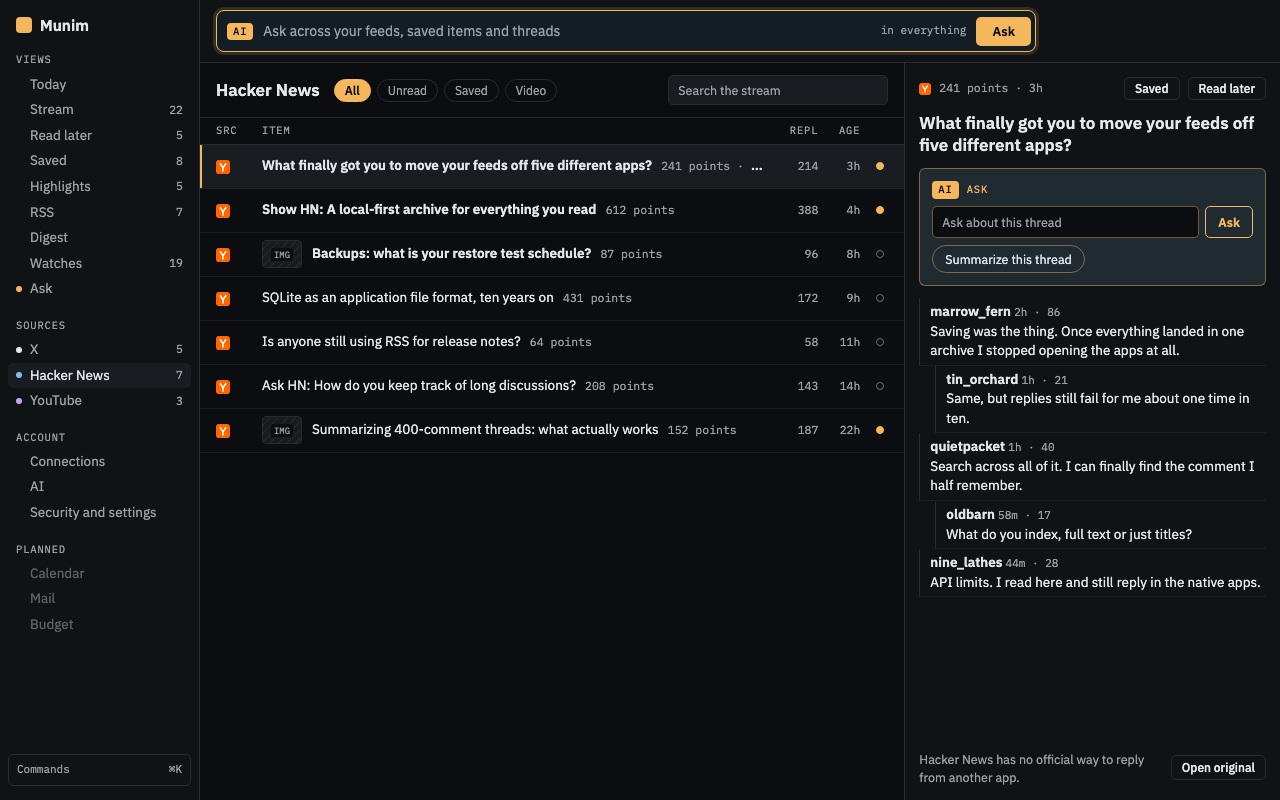 Munim
VIEWS
Today
Stream 22
Read later 5
Saved 8
Highlights 5
RSS 7
Digest
Watches 19
Ask
SOURCES
X 5
Hacker News 7
YouTube 3
ACCOUNT
Connections
AI
Security and settings
PLANNED
Calendar
Mail
Budget
Commands ⌘K
AI Ask across your feeds, saved items and threads in everything Ask
Hacker News All Unread Saved Video Search the stream
SRC ITEM REPL AGE
Y What finally got you to move your feeds off five different apps? 241 points · … 214 3h
Y Show HN: A local-first archive for everything you read 612 points 388 4h
Y IMG Backups: what is your restore test schedule? 87 points 96 8h
Y SQLite as an application file format, ten years on 431 points 172 9h
Y Is anyone still using RSS for release notes? 64 points 58 11h
Y Ask HN: How do you keep track of long discussions? 208 points 143 14h
Y IMG Summarizing 400-comment threads: what actually works 152 points 187 22h
Y 241 points · 3h Saved Read later
What finally got you to move your feeds off
five different apps?
AI ASK
Ask about this thread Ask
Summarize this thread
marrow_fern 2h · 86
Saving was the thing. Once everything landed in one
archive I stopped opening the apps at all.
tin_orchard 1h · 21
Same, but replies still fail for me about one time in
ten.
quietpacket 1h · 40
Search across all of it. I can finally find the comment I
half remember.
oldbarn 58m · 17
What do you index, full text or just titles?
nine_lathes 44m · 28
API limits. I read here and still reply in the native apps.
Hacker News has no official way to reply
from another app.
Open original